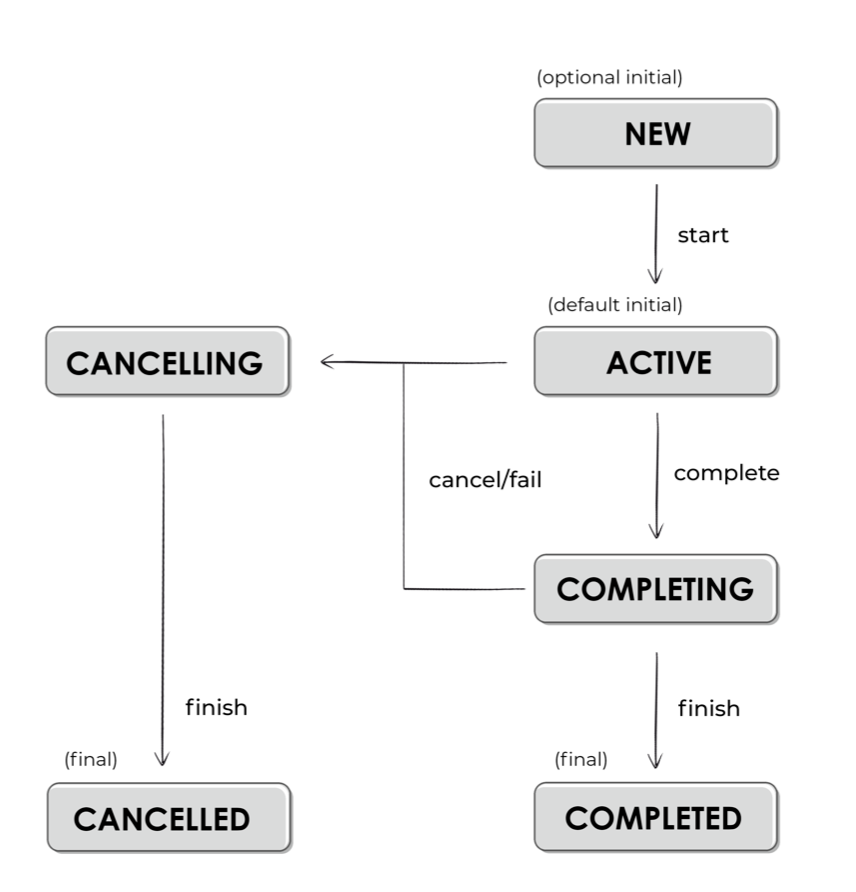 (optional initial)
NEW
start
(default initial)
CANCELLING
ACTIVE
cancel/fail
complete
COMPLETING
finish
finish
(final)
(final)
CANCELLED
COMPLETED